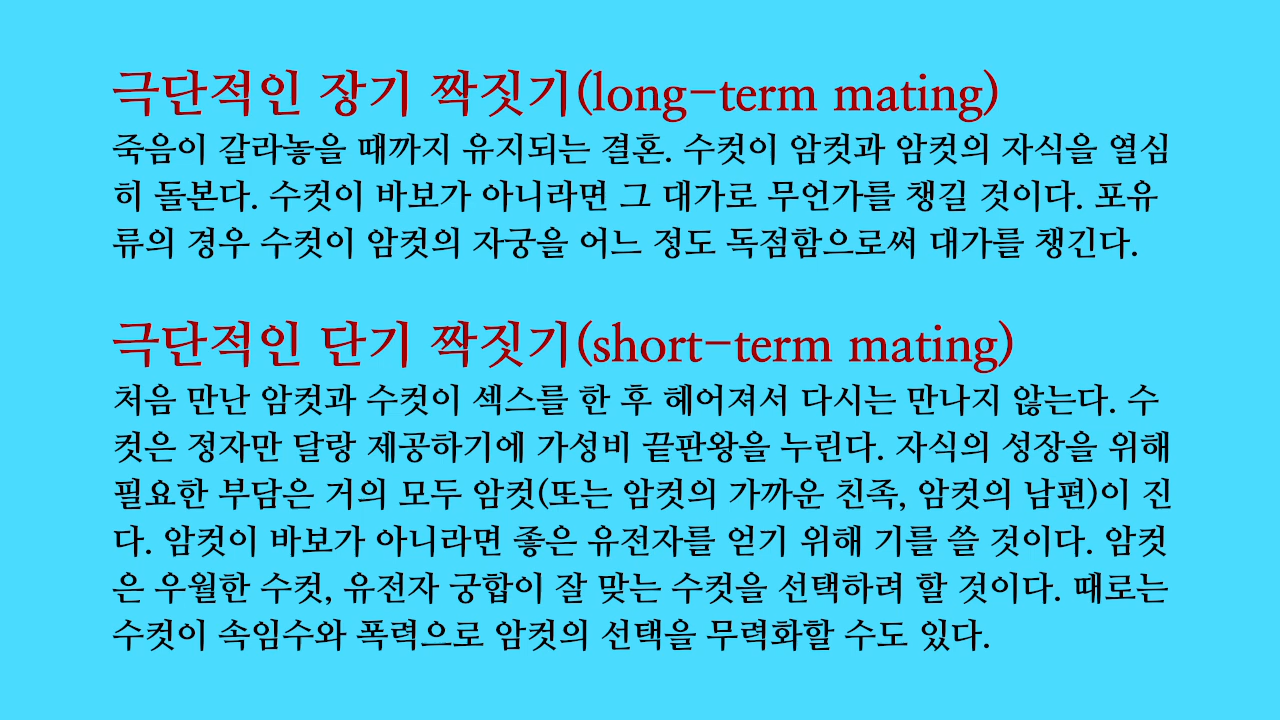 극단적인 장기 짝짓기(long-term mating)
죽음이 갈라놓을 때까지 유지되는 결혼. 수컷이 암컷과 암컷의 자식을 열심
히 돌본다. 수컷이 바보가 아니라면 그 대가로 무언가를 챙길 것이다. 포유
류의 경우 수컷이 암컷의 자궁을 어느 정도 독점함으로써 대가를 챙긴다.
극단적인 단기 짝짓기(short-term mating)
처음 만난 암컷과 수컷이 섹스를 한 후 헤어져서 다시는 만나지 않는다. 수
컷은 정자만 달랑 제공하기에 가성비 끝판왕을 누린다. 자식의 성장을 위해
필요한 부담은 거의 모두 암컷(또는 암컷의 가까운 친족, 암컷의 남편)이 진
다. 암컷이 바보가 아니라면 좋은 유전자를 얻기 위해 기를 쓸 것이다. 암컷
은 우월한 수컷, 유전자 궁합이 잘 맞는 수컷을 선택하려 할 것이다. 때로는
수컷이 속임수와 폭력으로 암컷의 선택을 무력화할 수도 있다.